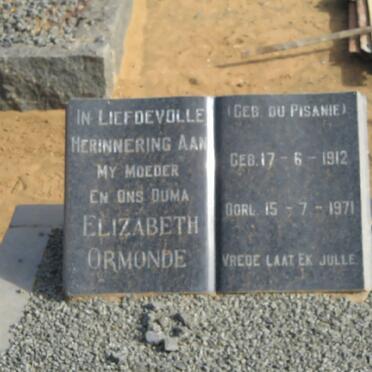 In Liefdevolle
Herinnering Aan
My Moeder
En Ons Ouma
Elizabeth
Ormonde
(Geb. du Pisanie)
Geb. 17 - 6 - 1912
Oorl. 15 - 7 - 1971
Vrede Laat Ek Julle.